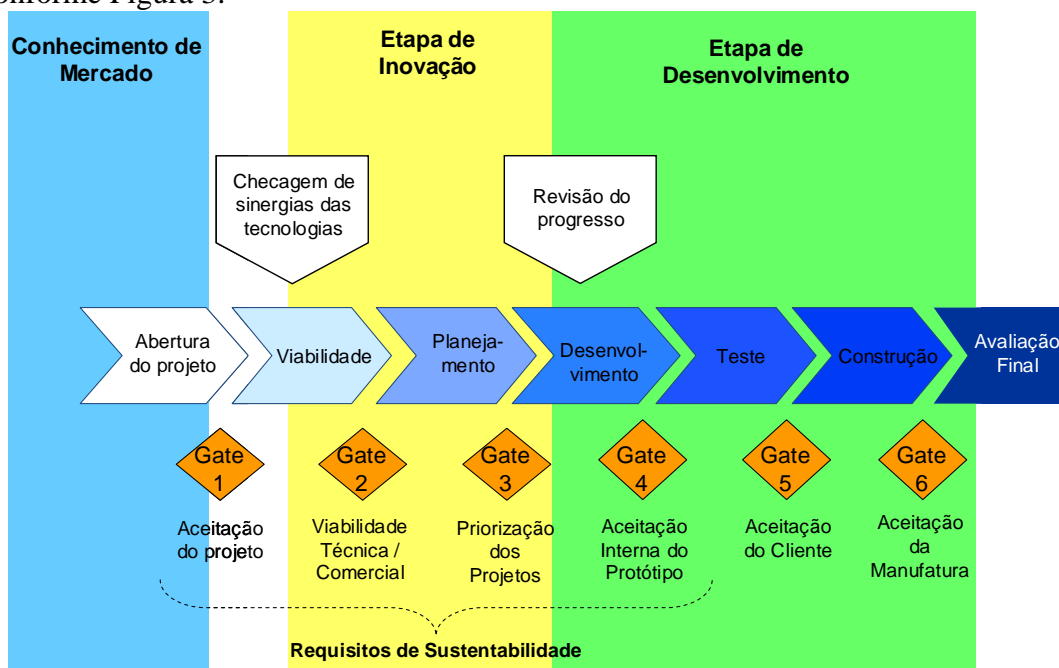 onforme Figura 3.
Conhecimento de
Mercado
Etapa de
Inovação
Etapa de
Desenvolvimento
Checagem de
sinergias das
tecnologias
Revisão do
progresso
Abertura
do projeto
Viabilidade
Planeja-
mento
Desenvol-
vimento
Teste
Construção
Avaliação
Final
Gate
1
Gate
2
Gate
3
Gate
4
Gate
5
Gate
6
Aceitação
do projeto
Viabilidade
Técnica /
Comercial
Priorização
dos
Projetos
Aceitação
Interna do
Protótipo
Aceitação
do Cliente
Aceitação
da
Manufatura
Requisitos de Sustentabilidade